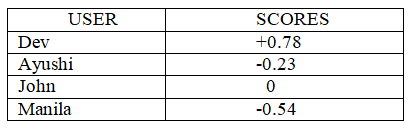 USER SCORES
Dev +0.78
Ayushi -0.23
John 0
Manila -0.54